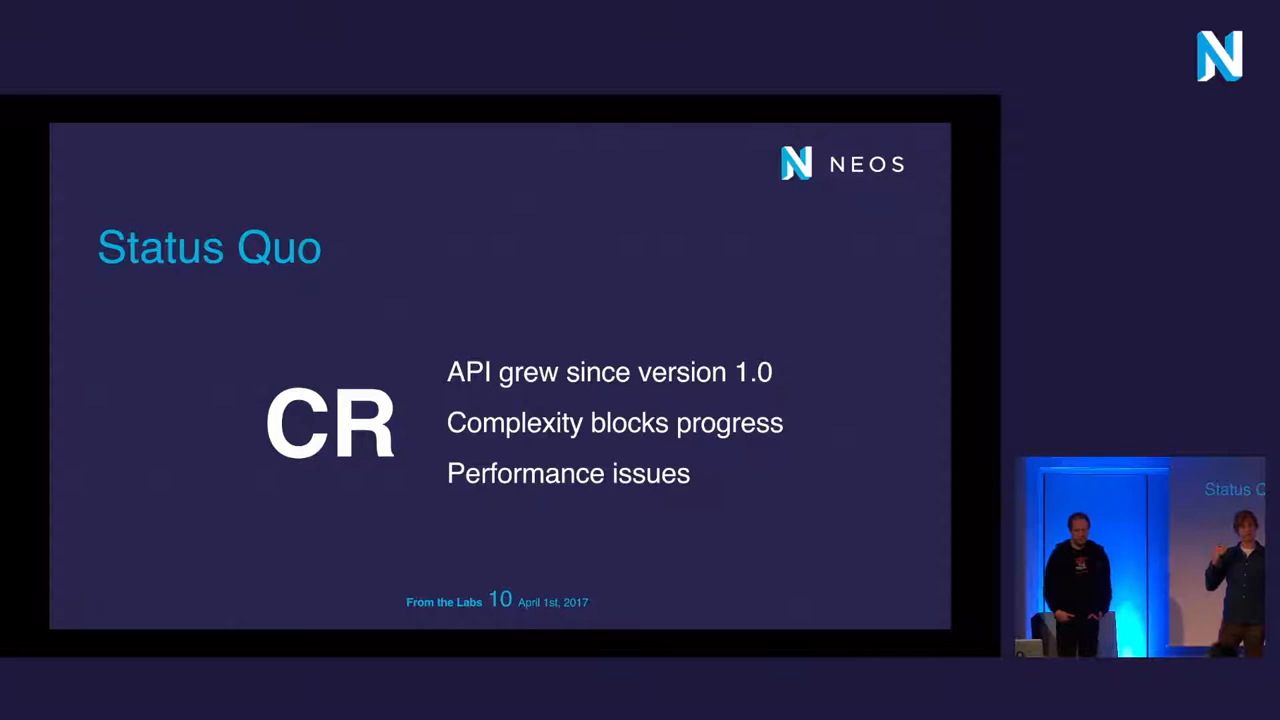 N
N NEOS
Status Quo
CR
API grew since version 1.0
Complexity blocks progress
Performance issues
From the Labs 10 April 1st, 2017
Status Q